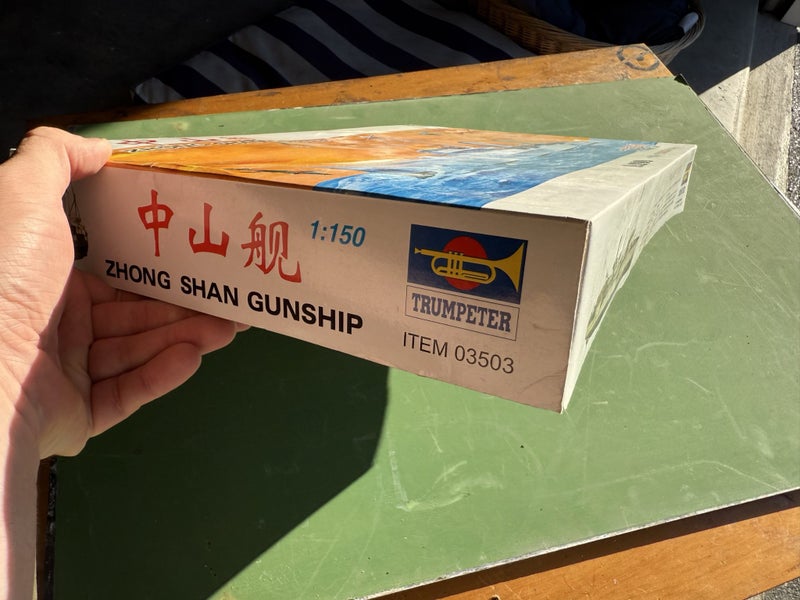 中山舰
1:150
ZHONG SHAN GUNSHIP
TRUMPETER
ITEM 03503